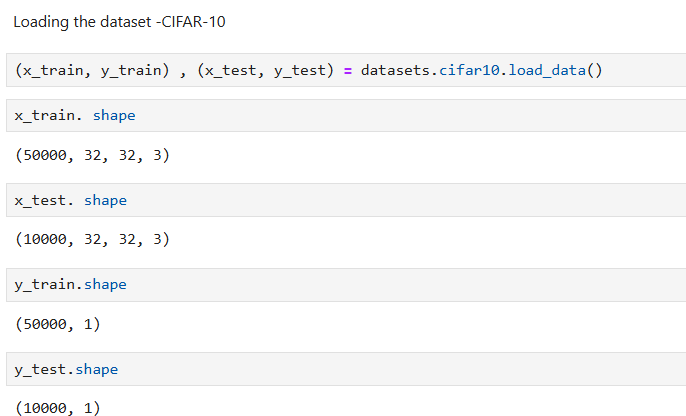 Loading the dataset -CIFAR-10
(x_train, y_train) , (x_test, y_test) = datasets.cifar10.load_data()
x_train. shape
(50000, 32, 32, 3)
x_test. shape
(10000, 32, 32, 3)
y_train.shape
(50000, 1)
y_test.shape
(10000, 1)